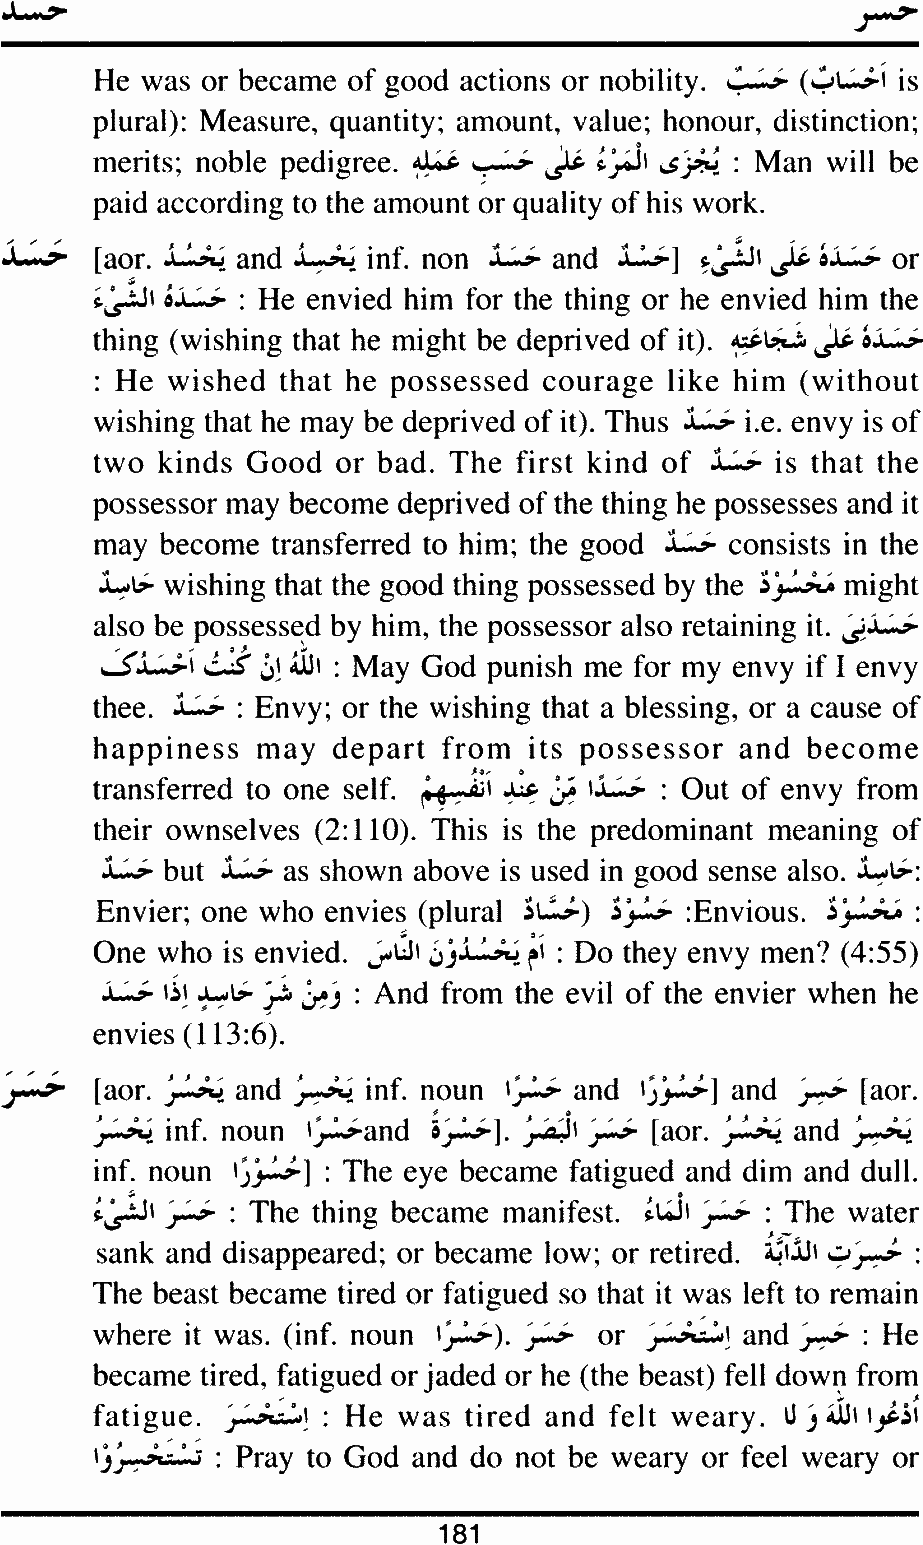 حسد حسر
He was or became of good actions or nobility. حَسَبٌ (اَحْسَابٌ is
plural): Measure, quantity; amount, value; honour, distinction;
merits; noble pedigree. يُجْزَى الْمَرْءُ عَلٰى حَسَبِ عَمَلِهٖ : Man will be
paid according to the amount or quality of his work.
حَسَدَ [aor. يَحْسُدُ and يَحْسِدُ inf. non حَسَدٌ and حَسْدٌ] حَسَدَهُ عَلَى الشَّيْءِ or
حَسَدَهُ الشَّيْءَ : He envied him for the thing or he envied him the
thing (wishing that he might be deprived of it). حَسَدَهُ عَلٰى شَجَاعَتِهٖ
: He wished that he possessed courage like him (without
wishing that he may be deprived of it). Thus حَسَدٌ i.e. envy is of
two kinds Good or bad. The first kind of حَسَدٌ is that the
possessor may become deprived of the thing he possesses and it
may become transferred to him; the good حَسَدٌ consists in the
حَاسِدٌ wishing that the good thing possessed by the مَحْسُوْدٌ might
also be possessed by him, the possessor also retaining it. حَسَدَنِىَ
اللّٰهُ اِنْ كُنْتُ اَحْسَدُكَ : May God punish me for my envy if I envy
thee. حَسَدٌ : Envy; or the wishing that a blessing, or a cause of
happiness may depart from its possessor and become
transferred to one self. حَسَدًا مِّنْ عِنْدِ اَنْفُسِهِمْ : Out of envy from
their ownselves (2:110). This is the predominant meaning of
حَسَدٌ but حَسَدٌ as shown above is used in good sense also. حَاسِدٌ:
Envier; one who envies (plural حُسَّادٌ) حَسُوْدٌ :Envious. مَحْسُوْدٌ :
One who is envied. اَمْ يَحْسُدُوْنَ النَّاسَ : Do they envy men? (4:55)
وَمِنْ شَرِّ حَاسِدٍ اِذَا حَسَدَ : And from the evil of the envier when he
envies (113:6).
حَسَرَ [aor. يَحْسُرُ and يَحْسِرُ inf. noun حَسْرًا and حُسُوْرًا] and حَسِرَ [aor.
يَحْسَرُ inf. noun حَسَرًاand حَسْرَةً]. حَسَرَ الْبَصَرُ [aor. يَحْسُرُ and يَحْسِرُ
inf. noun حُسُوْرًا] : The eye became fatigued and dim and dull.
حَسَرَ الشَّيْءُ : The thing became manifest. حَسَرَ الْمَاءُ : The water
sank and disappeared; or became low; or retired. حَسِرَتِ الدَّآبَّةُ :
The beast became tired or fatigued so that it was left to remain
where it was. (inf. noun حَسَرًا). حَسَرَ or اِسْتَحْسَرَ and حَسِرَ : He
became tired, fatigued or jaded or he (the beast) fell down from
fatigue. اِسْتَحْسَرَ : He was tired and felt weary. اُدْعُوا اللّٰهَ وَ لَا
تَسْتَحْسِرُوْا : Pray to God and do not be weary or feel weary or
181